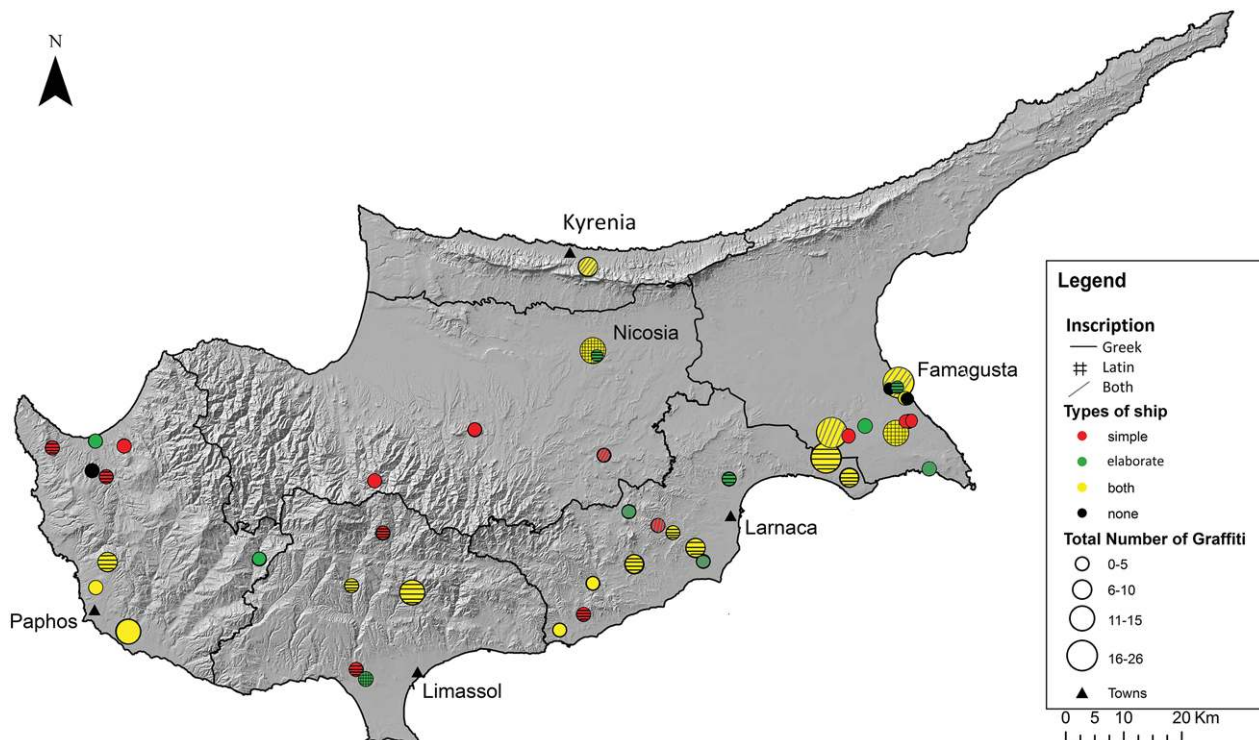 N
Kyrenia
Nicosia
Famagusta
Larnaca
Paphos
Limassol
Legend
Inscription
Greek
Latin
Both
Types of ship
simple
elaborate
both
none
Total Number of Graffiti
0-5
6-10
11-15
16-26
Towns
0 5 10 20 Km